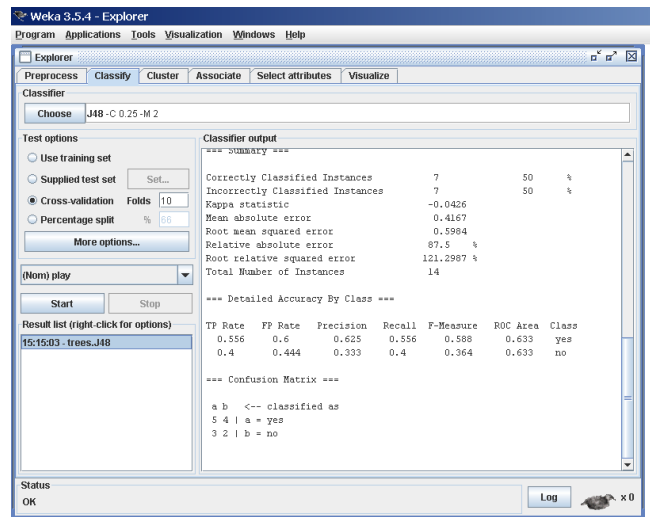 Weka 3.5.4 - Explorer
Program Applications Tools Visualization Windows Help
Explorer
Preprocess Classify Cluster Associate Select attributes Visualize
Classifier
Choose J48 -C 0.25 -M 2
Test options
Use training set
Supplied test set Set...
Cross-validation Folds 10
Percentage split % 66
More options...
(Nom) play
Start Stop
Result list (right-click for options)
15:15:03 - trees.J48
Classifier output
=== Summary ===
Correctly Classified Instances 7 50 %
Incorrectly Classified Instances 7 50 %
Kappa statistic -0.0426
Mean absolute error 0.4167
Root mean squared error 0.5984
Relative absolute error 87.5 %
Root relative squared error 121.2987 %
Total Number of Instances 14
=== Detailed Accuracy By Class ===
TP Rate FP Rate Precision Recall F-Measure ROC Area Class
0.556 0.6 0.625 0.556 0.588 0.633 yes
0.4 0.444 0.333 0.4 0.364 0.633 no
=== Confusion Matrix ===
a b <-- classified as
5 4 | a = yes
3 2 | b = no
Status
OK
Log x 0